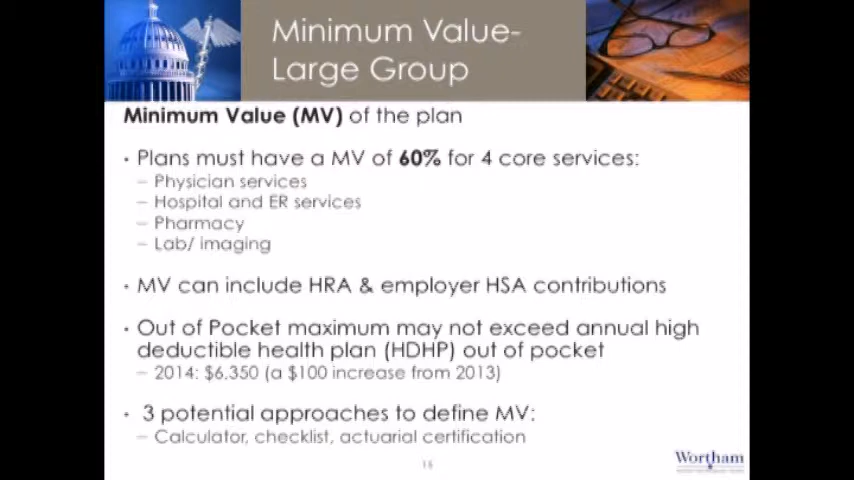 Minimum Value-
Large Group
Minimum Value (MV) of the plan
• Plans must have a MV of 60% for 4 core services:
– Physician services
– Hospital and ER services
– Pharmacy
– Lab/ imaging
• MV can include HRA & employer HSA contributions
• Out of Pocket maximum may not exceed annual high
deductible health plan (HDHP) out of pocket
– 2014: $6,350 (a $100 increase from 2013)
• 3 potential approaches to define MV:
– Calculator, checklist, actuarial certification
Wortham